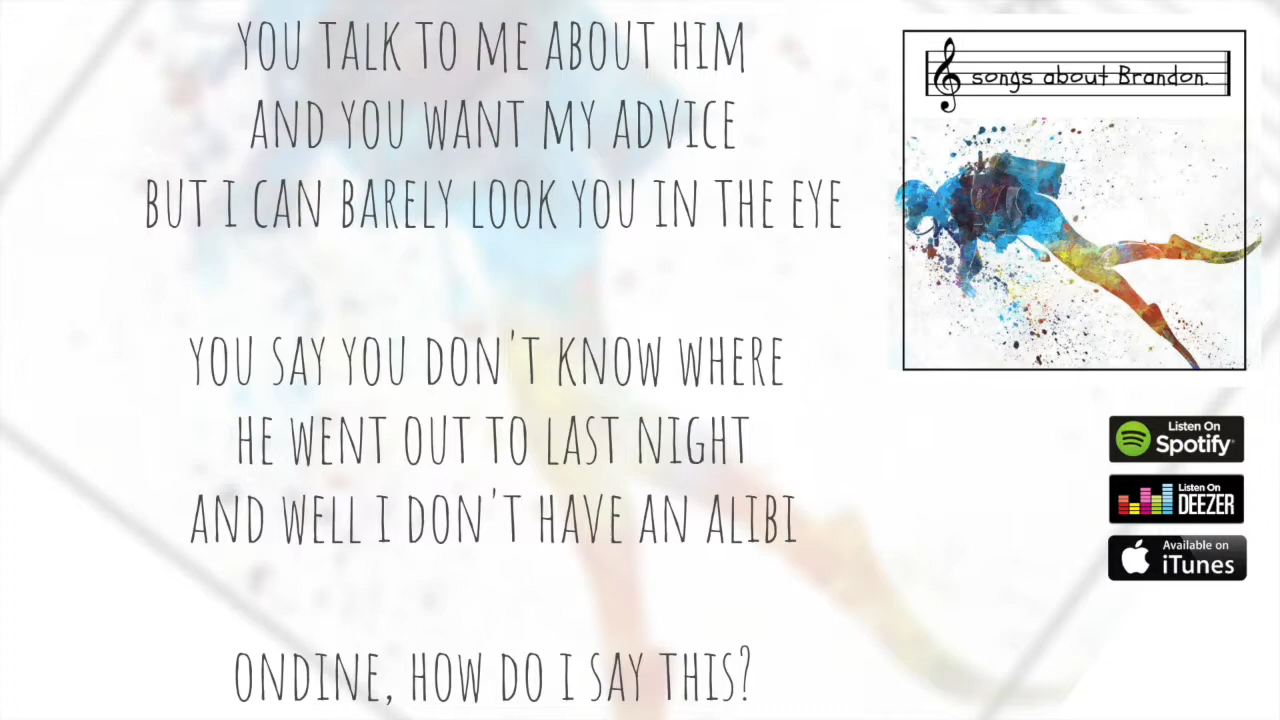 YOU TALK TO ME ABOUT HIM
AND YOU WANT MY ADVICE
BUT I CAN BARELY LOOK YOU IN THE EYE
YOU SAY YOU DON'T KNOW WHERE
HE WENT OUT TO LAST NIGHT
AND WELL I DON'T HAVE AN ALIBI
ONDINE, HOW DO I SAY THIS?
songs about Brandon.
Listen On
Spotify
Listen On
DEEZER
Available on
iTunes